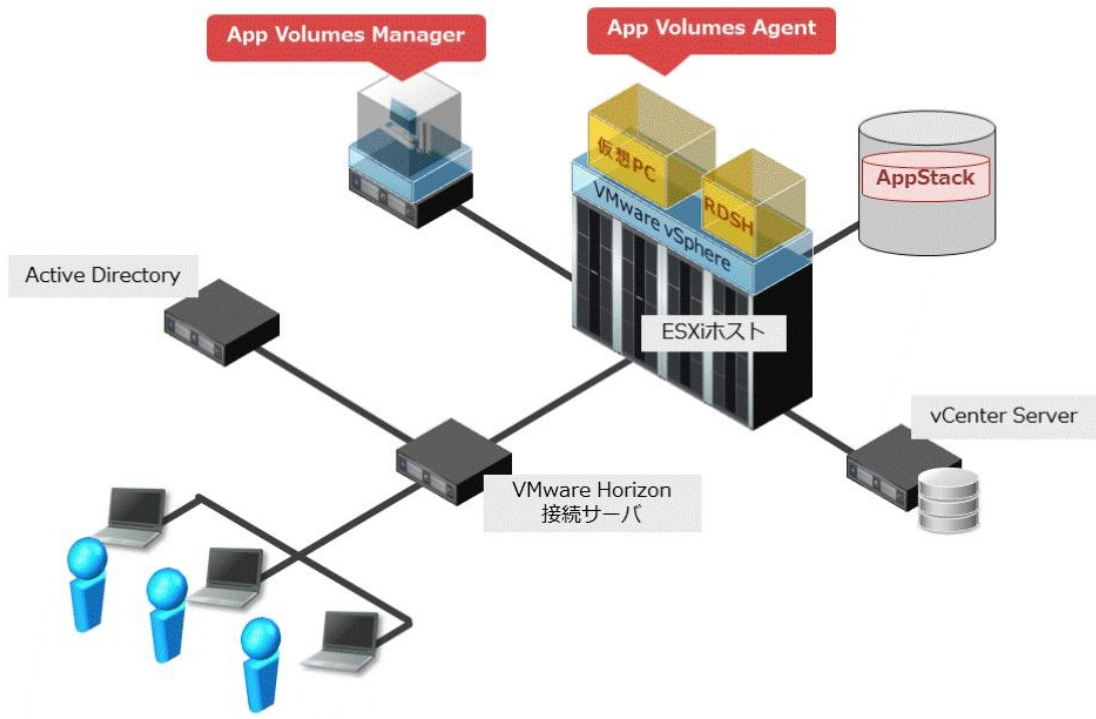 App Volumes Manager
App Volumes Agent
仮想PC
RDSH
VMware vSphere
AppStack
Active Directory
ESXiホスト
vCenter Server
VMware Horizon
接続サーバ